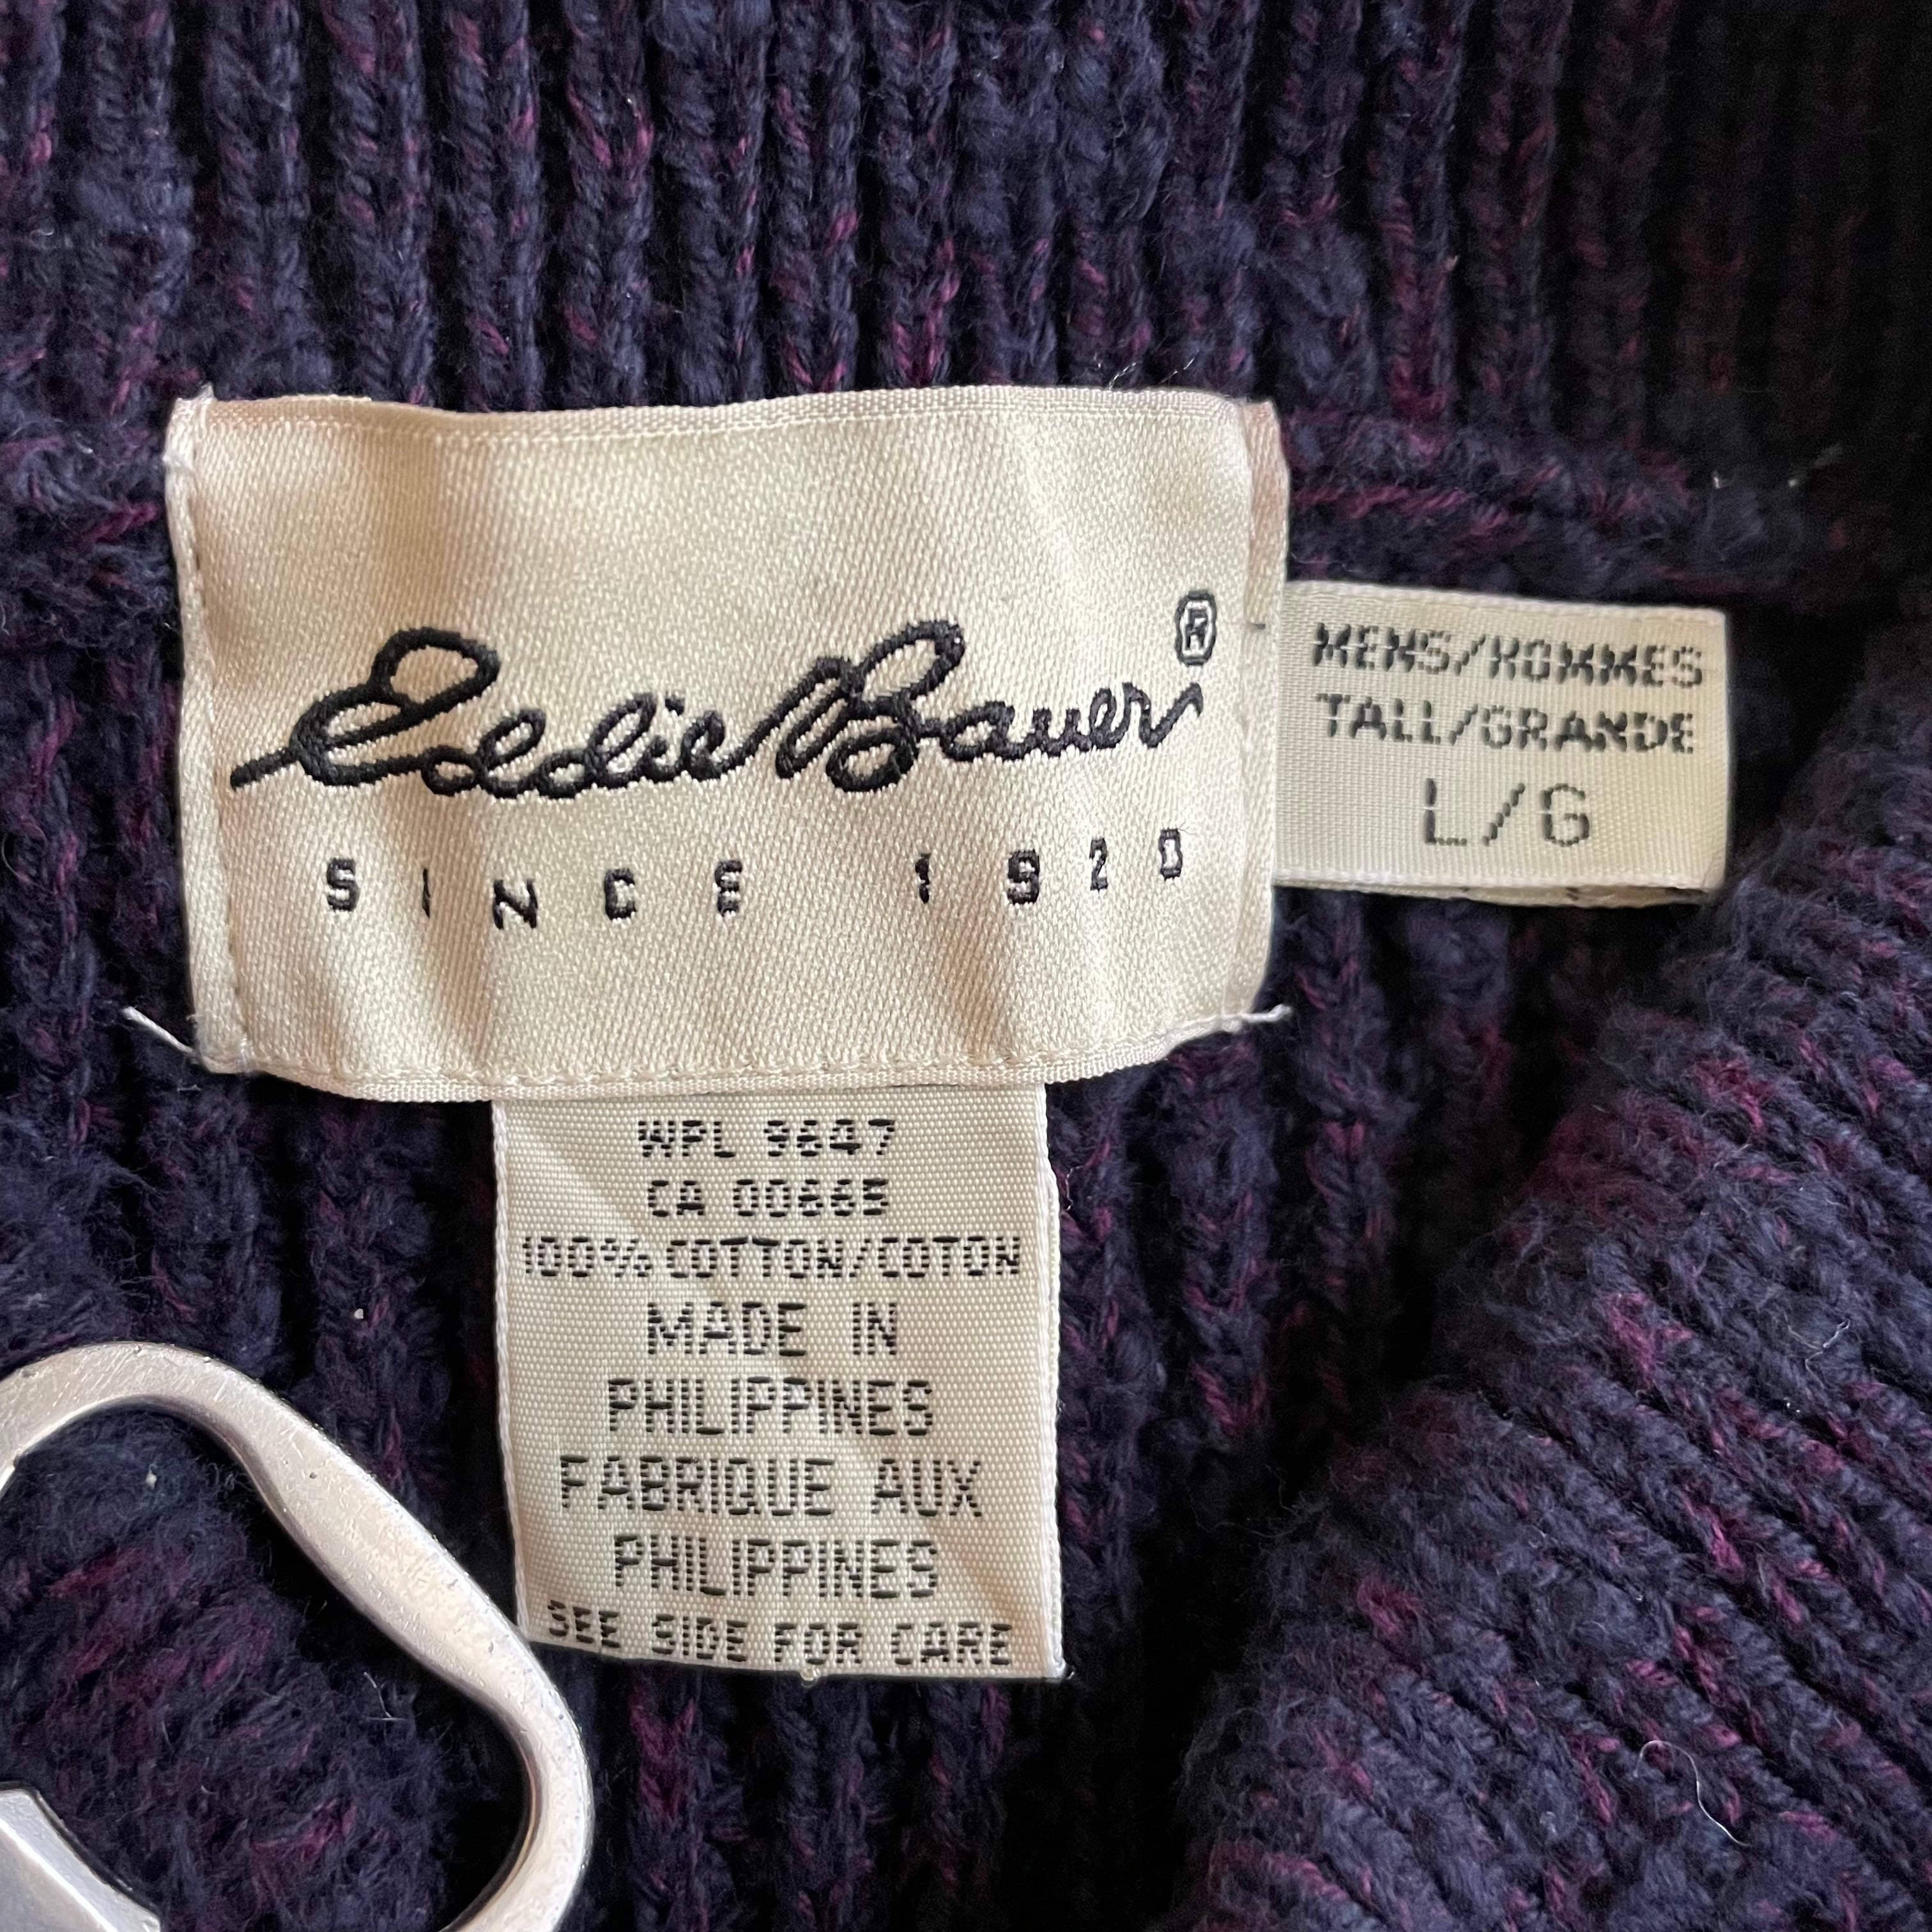 Eddie Bauer®
SINCE 1920
MENS/HOMMES
TALL/GRANDE
L/G
WPL 9647
CA 00665
100% COTTON/COTON
MADE IN
PHILIPPINES
FABRIQUE AUX
PHILIPPINES
SEE SIDE FOR CARE